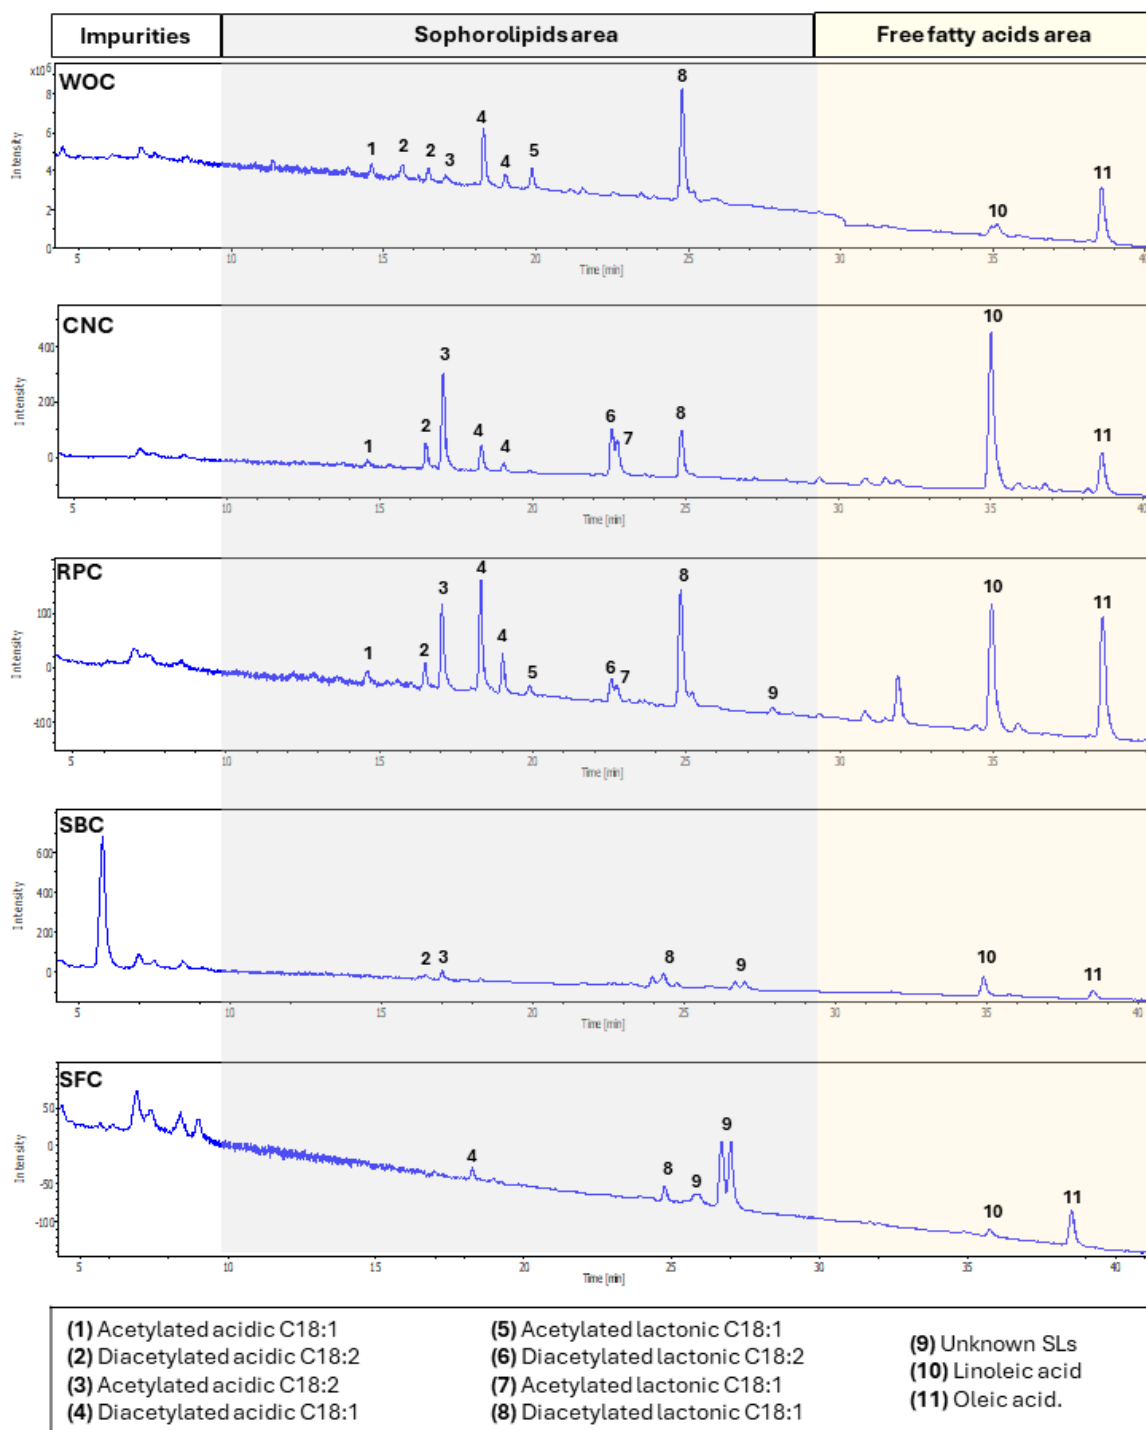 Impurities Sophorolipids area Free fatty acids area
x10⁶
WOC
8
6
4
2
0
Intensity
1 2 2 3 4 4 5 8 10 11
5 10 15 20 25 30 35 40
Time [min]
CNC
400
200
0
Intensity
1 2 3 4 4 6 7 8 10 11
5 10 15 20 25 30 35 40
Time [min]
RPC
100
0
-100
Intensity
1 2 3 4 4 5 6 7 8 9 10 11
5 10 15 20 25 30 35 40
Time [min]
SBC
600
400
200
0
Intensity
2 3 8 9 10 11
5 10 15 20 25 30 35 40
Time [min]
SFC
50
0
-50
-100
Intensity
4 8 9 9 10 11
5 10 15 20 25 30 35 40
Time [min]
(1) Acetylated acidic C18:1
(2) Diacetylated acidic C18:2
(3) Acetylated acidic C18:2
(4) Diacetylated acidic C18:1
(5) Acetylated lactonic C18:1
(6) Diacetylated lactonic C18:2
(7) Acetylated lactonic C18:1
(8) Diacetylated lactonic C18:1
(9) Unknown SLs
(10) Linoleic acid
(11) Oleic acid.